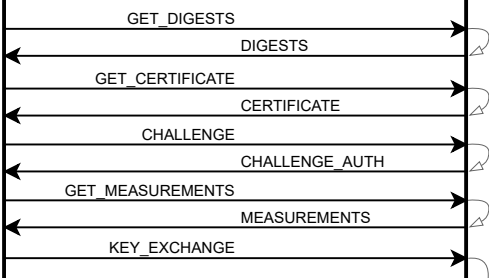 GET_DIGESTS
DIGESTS
GET_CERTIFICATE
CERTIFICATE
CHALLENGE
CHALLENGE_AUTH
GET_MEASUREMENTS
MEASUREMENTS
KEY_EXCHANGE